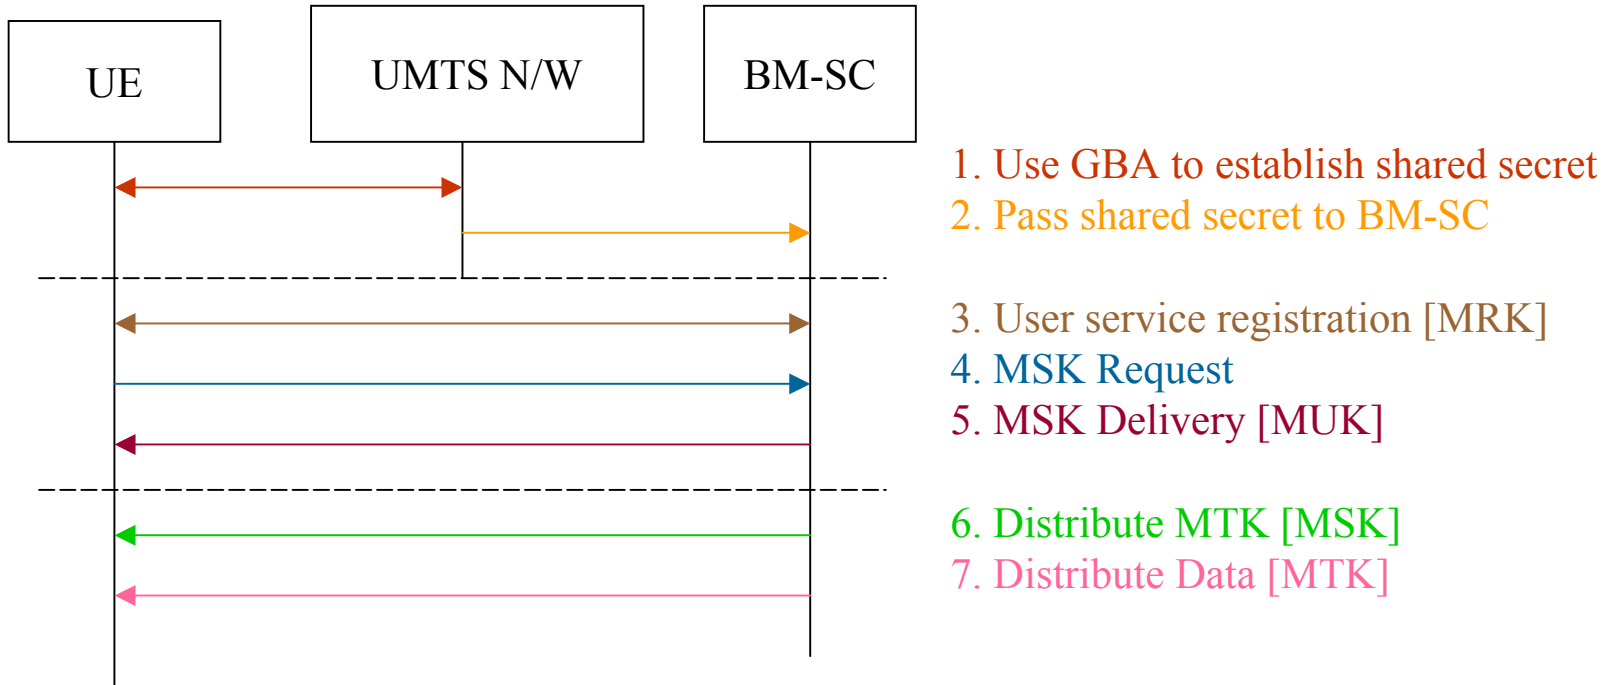 UE
UMTS N/W
BM-SC
1. Use GBA to establish shared secret
2. Pass shared secret to BM-SC
3. User service registration [MRK]
4. MSK Request
5. MSK Delivery [MUK]
6. Distribute MTK [MSK]
7. Distribute Data [MTK]